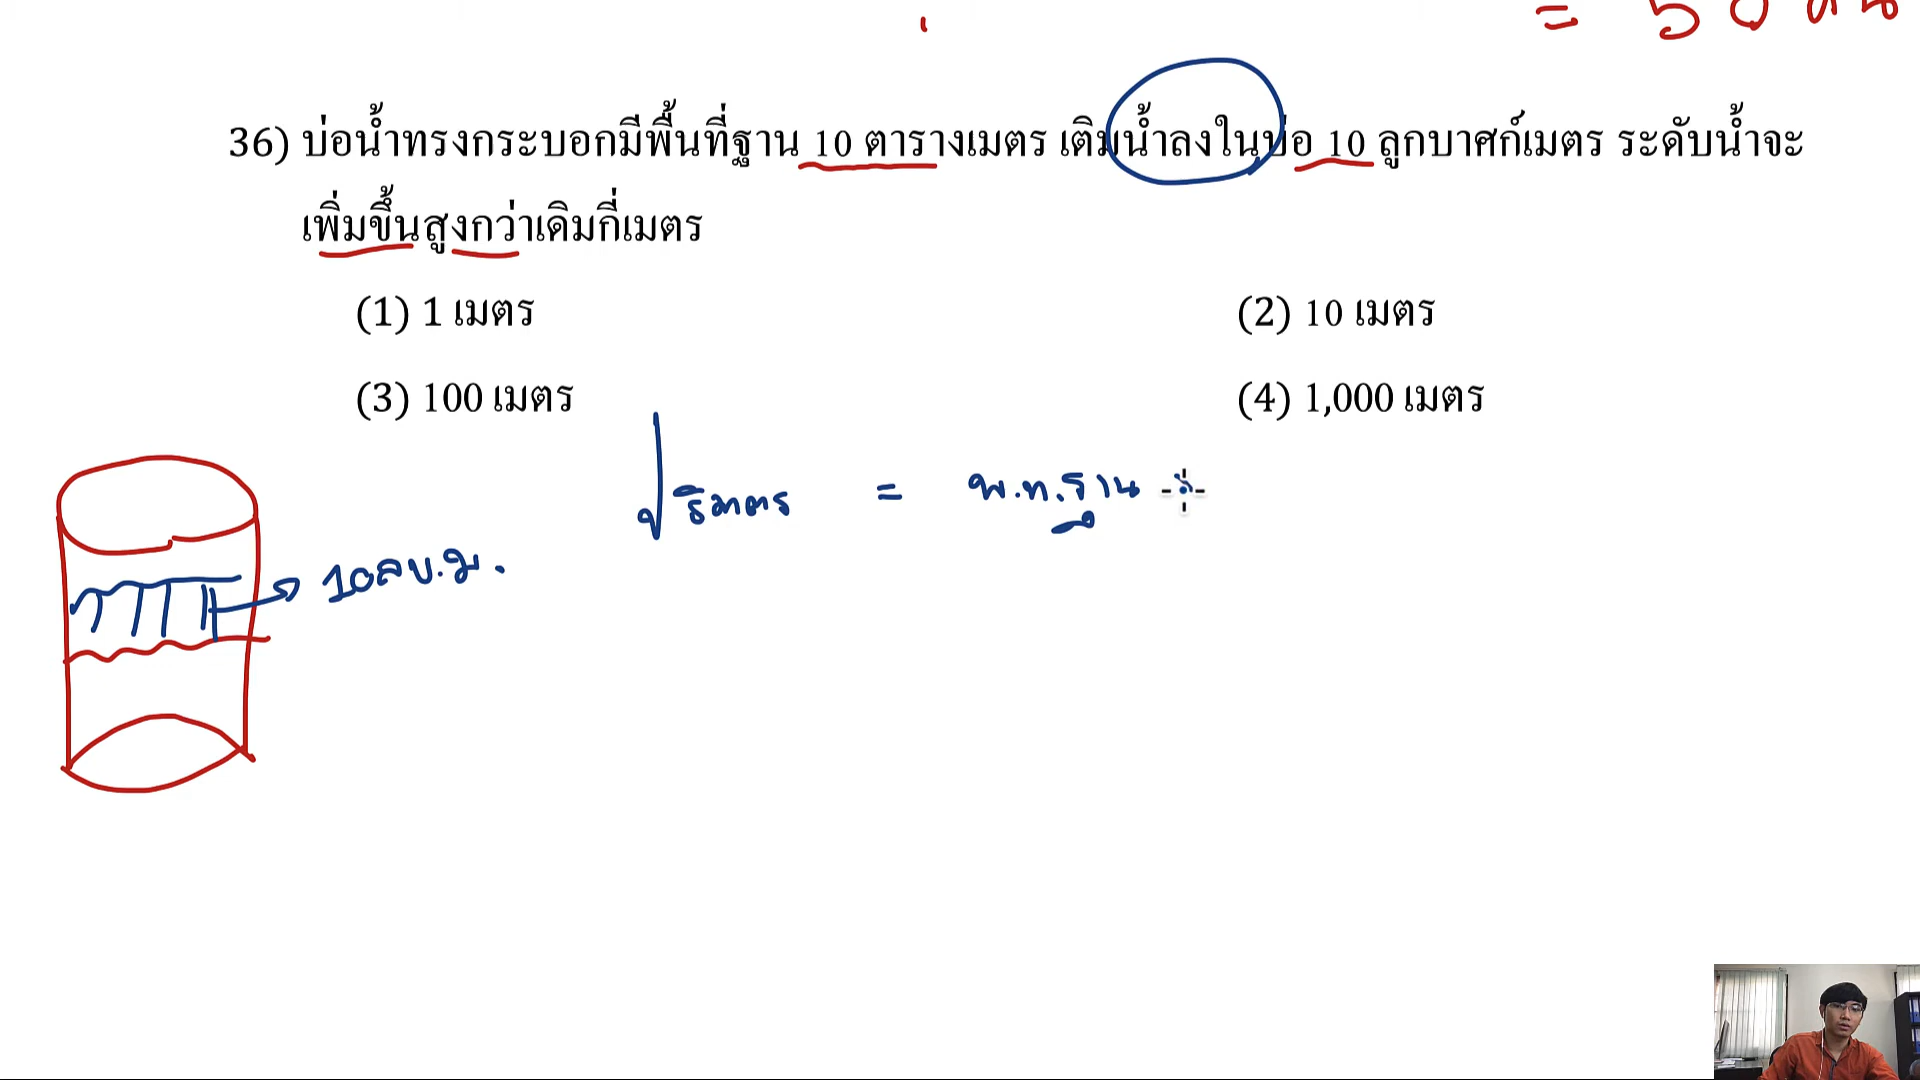 = 50
36) บ่อน้ำทรงกระบอกมีพื้นที่ฐาน 10 ตารางเมตร เติมน้ำลงในบ่อ 10 ลูกบาศก์เมตร ระดับน้ำจะ
เพิ่มขึ้นสูงกว่าเดิมกี่เมตร
(1) 1 เมตร (2) 10 เมตร
(3) 100 เมตร (4) 1,000 เมตร
ปริมาตร = พ.ท.ฐาน
10 ลบ.ม.